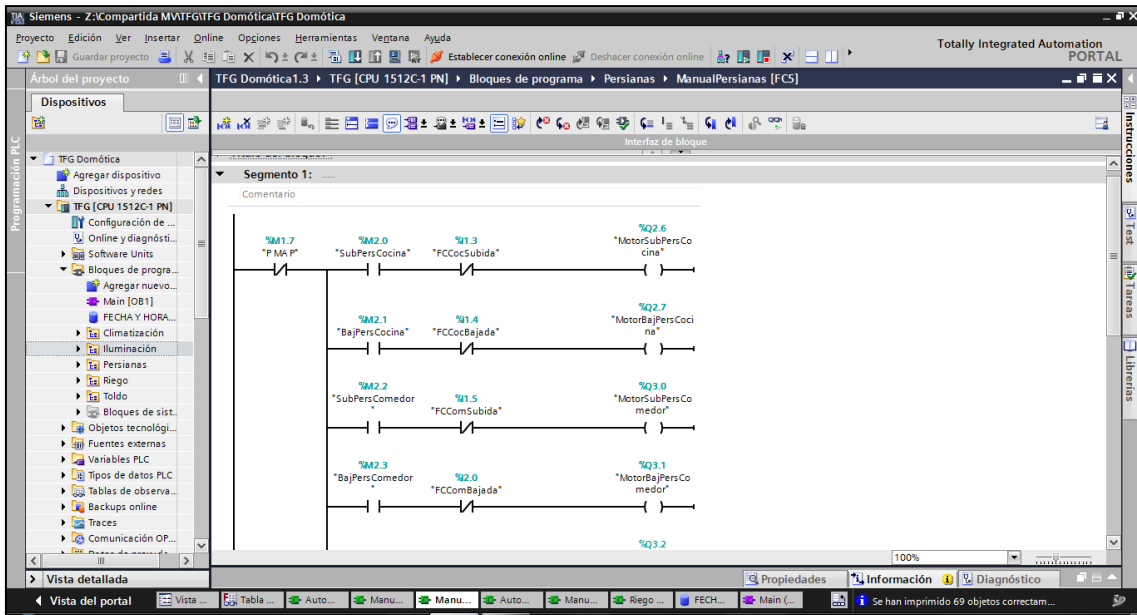 Siemens - Z:\Compartida MV\TFG\TFG Domótica\TFG Domótica
Proyecto Edición Ver Insertar Online Opciones Herramientas Ventana Ayuda
Guardar proyecto
Establecer conexión online
Deshacer conexión online
Totally Integrated Automation
PORTAL
Árbol del proyecto
TFG Domótica1.3 TFG [CPU 1512C-1 PN] Bloques de programa Persianas ManualPersianas [FC5]
Dispositivos
Programación PLC
TFG Domótica
Agregar dispositivo
Dispositivos y redes
TFG [CPU 1512C-1 PN]
Configuración de ...
Online y diagnósti...
Software Units
Bloques de progra...
Agregar nuevo...
Main [OB1]
FECHA Y HORA...
Climatización
Iluminación
Persianas
Riego
Toldo
Bloques de sist...
Objetos tecnológi...
Fuentes externas
Variables PLC
Tipos de datos PLC
Tablas de observa...
Backups online
Traces
Comunicación OP...
Interfaz de bloque
Segmento 1: .....
Comentario
%M1.7
"P MA P"
%M2.0
"SubPersCocina"
%I1.3
"FCCocSubida"
%Q2.6
"MotorSubPersCo
cina"
%M2.1
"BajPersCocina"
%I1.4
"FCCocBajada"
%Q2.7
"MotorBajPersCoci
na"
%M2.2
"SubPersComedor
"
%I1.5
"FCComSubida"
%Q3.0
"MotorSubPersCo
medor"
%M2.3
"BajPersComedor
"
%I2.0
"FCComBajada"
%Q3.1
"MotorBajPersCo
medor"
%Q3.2
100%
Instrucciones
Test
Tareas
Librerías
Vista detallada
Propiedades
Información
Diagnóstico
Vista del portal
Vista ...
Tabla ...
Auto...
Manu...
Manu...
Auto...
Manu...
Riego ...
FECH...
Main (...
Se han imprimido 69 objetos correctam...